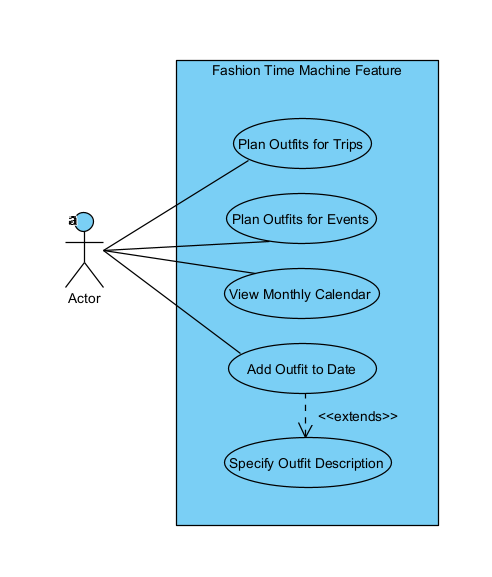 Fashion Time Machine Feature
Plan Outfits for Trips
a
Plan Outfits for Events
View Monthly Calendar
Actor
Add Outfit to Date
<<extends>>
Specify Outfit Description